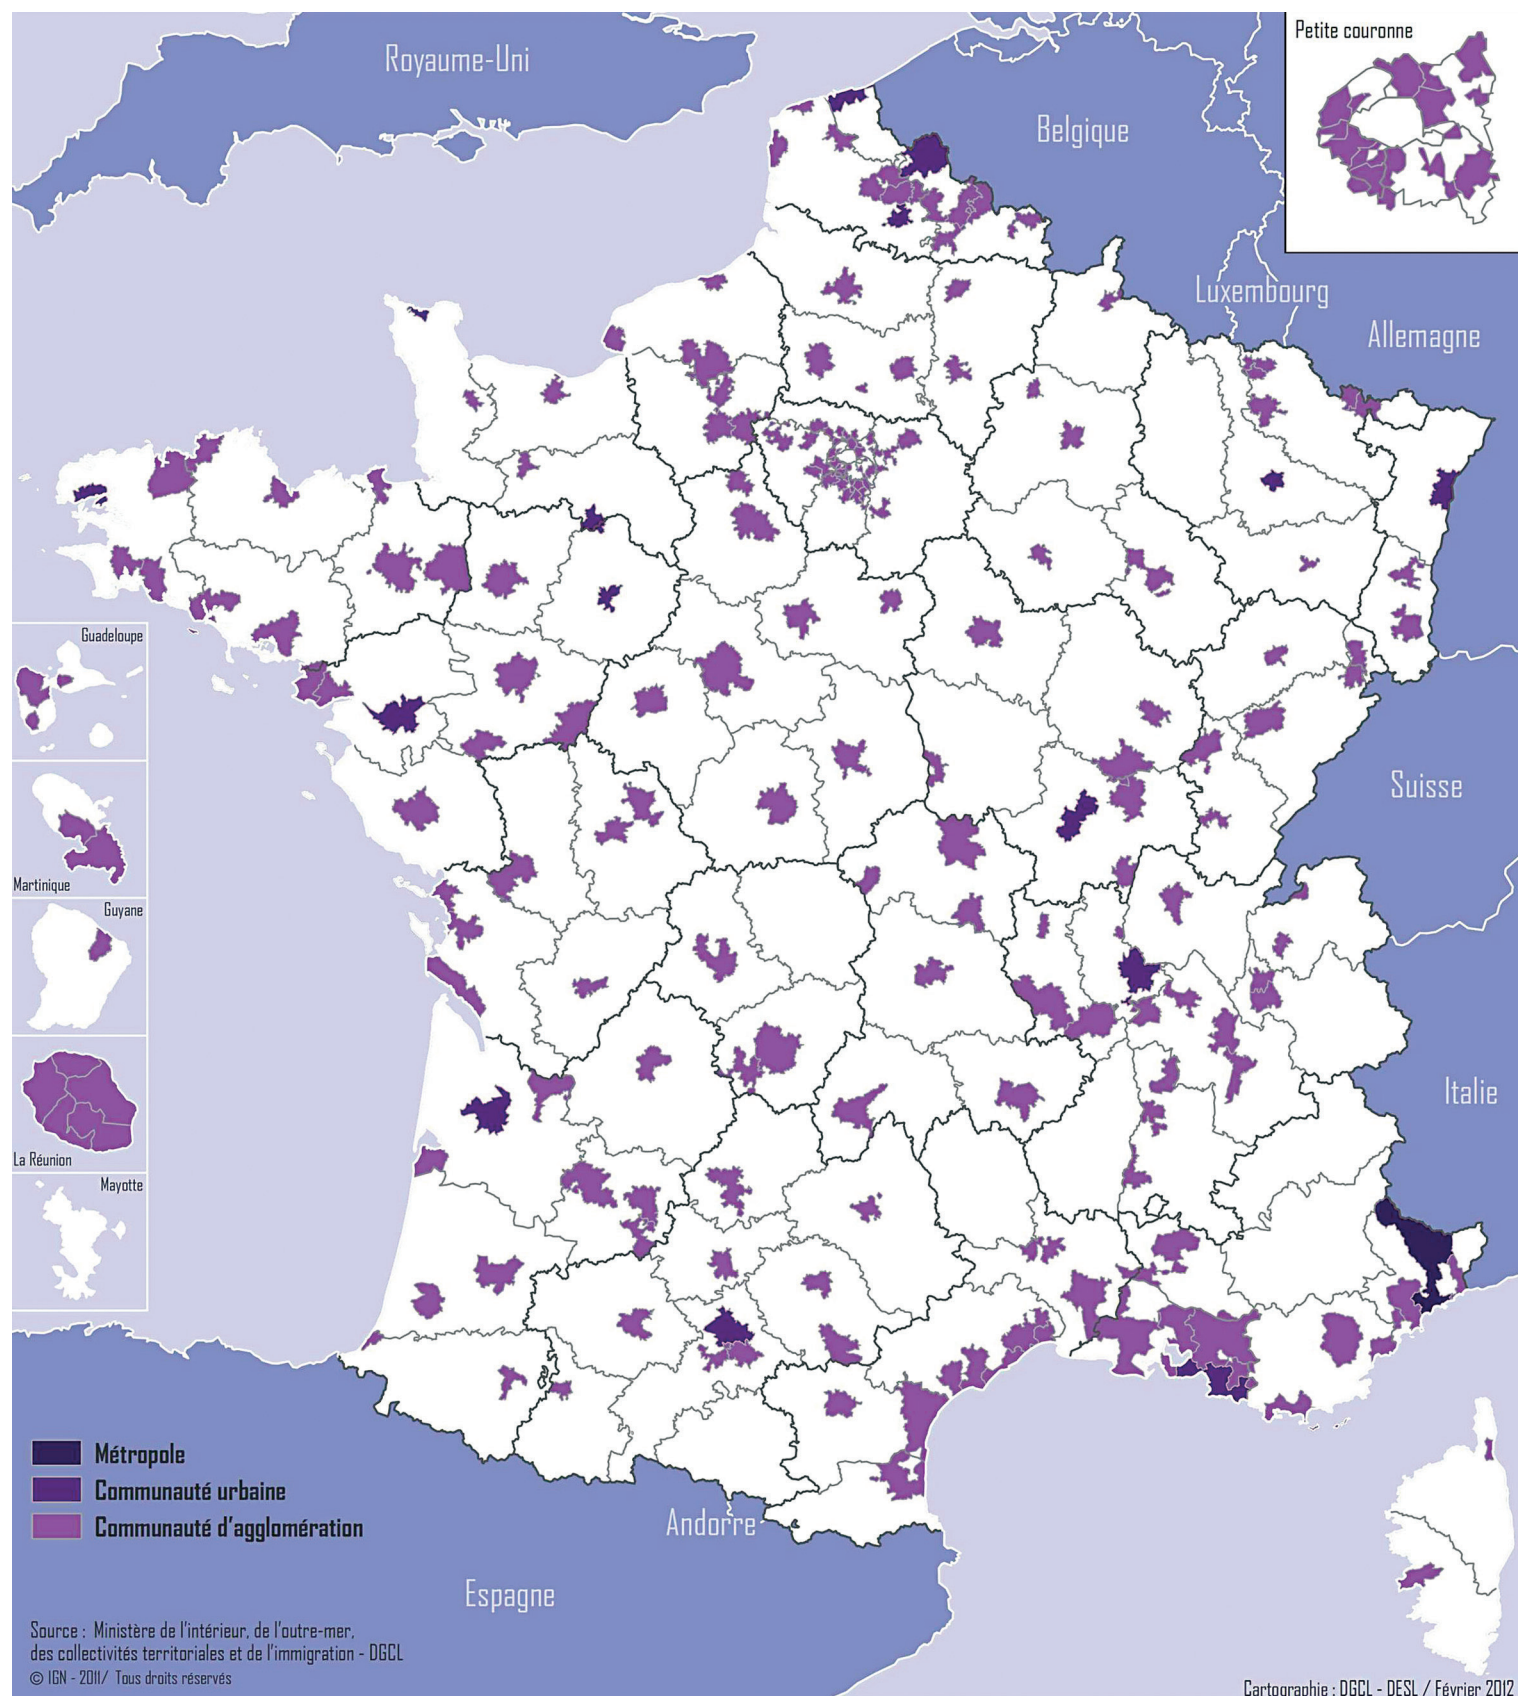 Royaume-Uni
Petite couronne
Belgique
Luxembourg
Allemagne
Guadeloupe
Suisse
Martinique
Guyane
Italie
La Réunion
Mayotte
Métropole
Communauté urbaine
Communauté d'agglomération
Andorre
Espagne
Source : Ministère de l'intérieur, de l'outre-mer,
des collectivités territoriales et de l'immigration - DGCL
© IGN - 2011/ Tous droits réservés
Cartographie : DGCL - DESL / Février 2012